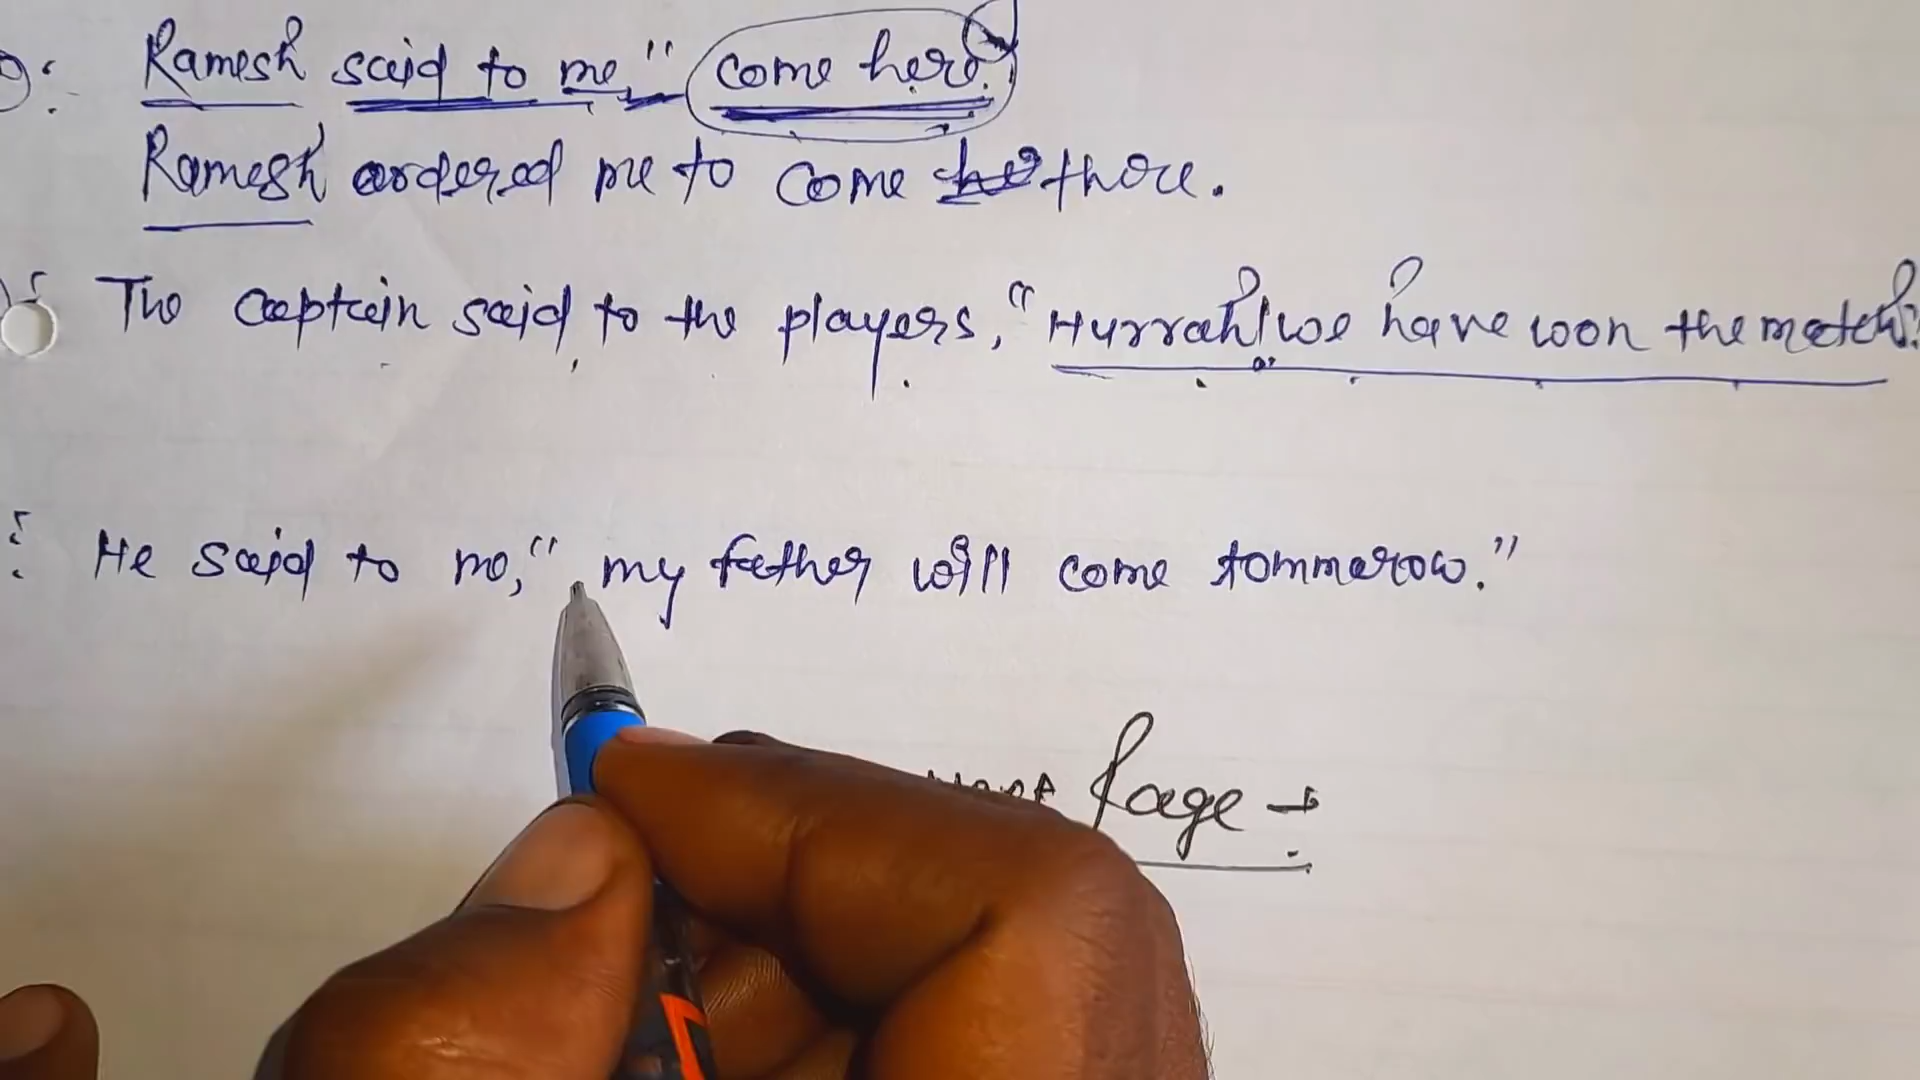 Ramesh said to me, " come here.
Ramesh ordered me to come there.
The captain said to the players, "Hurrah! we have won the match."
He said to me, " my father will come tommarow."
Page →